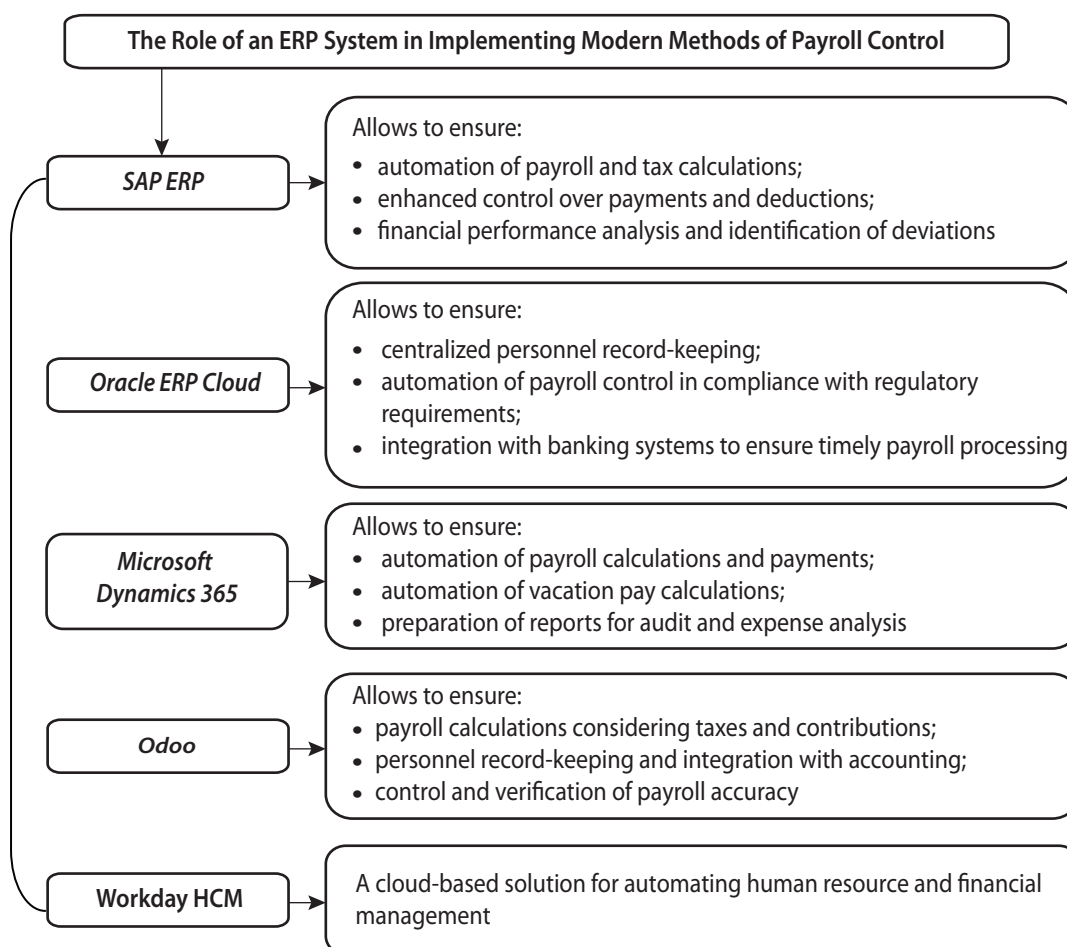 The Role of an ERP System in Implementing Modern Methods of Payroll Control
SAP ERP
Allows to ensure:
• automation of payroll and tax calculations;
• enhanced control over payments and deductions;
• financial performance analysis and identification of deviations
Oracle ERP Cloud
Allows to ensure:
• centralized personnel record-keeping;
• automation of payroll control in compliance with regulatory
requirements;
• integration with banking systems to ensure timely payroll processing
Microsoft
Dynamics 365
Allows to ensure:
• automation of payroll calculations and payments;
• automation of vacation pay calculations;
• preparation of reports for audit and expense analysis
Odoo
Allows to ensure:
• payroll calculations considering taxes and contributions;
• personnel record-keeping and integration with accounting;
• control and verification of payroll accuracy
Workday HCM
A cloud-based solution for automating human resource and financial
management